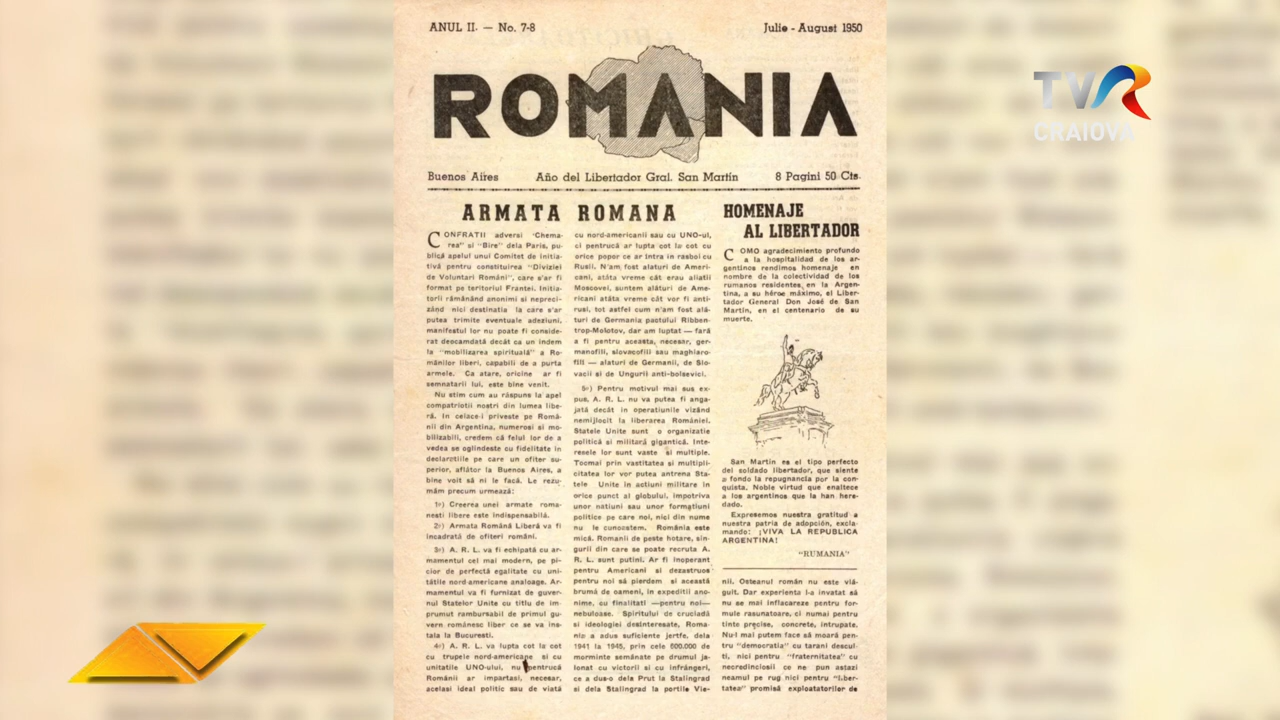 ANUL II. — No. 7-8
Julie - August 1950
ROMANIA
Buenos Aires
Año del Libertador Gral. San Martín
8 Pagini 50 Cts.
ARMATA ROMANA
CONFRATII adversi "Chema-
rea" si "Bire" dela Paris, pu-
blică apelul unui Comitet de initia-
tivă pentru constituirea "Diviziei
de Voluntari Români", care s'ar fi
format pe teritoriul Frantei. Initia-
torii rămânând anonimi si nepreci-
zând nici destinatia la care s'ar
putea trimite eventuale adeziuni,
manifestul lor nu poate fi conside-
rat deocamdată decât ca un indem
la "mobilizarea spirituală" a Ro-
mânilor liberi, capabili de a purta
armele. Ca atare, oricine ar fi
semnatarii lui, este bine venit.
Nu stim cum au răspuns la apel
compatriotii nostri din lumea libe-
ră. In ceiace-i priveste pe Româ-
nii din Argentina, numerosi si mo-
bilizabili, credem că felul lor de a
vedea se oglindeste cu fidelitate in
declaratiile pe care un ofiter su-
perior, aflător la Buenos Aires, a
bine voit să ni le facă. Le rezu-
măm precum urmează:
1º) Creerea unei armate roma-
nesti libere este indispensabilă.
2º) Armata Română Liberă va fi
incadrată de ofiteri români.
3º) A. R. L. va fi echipată cu ar-
mamentul cel mai modern, pe pi-
cior de perfectă egalitate cu uni-
tătile nord-americane analoage. Ar-
mamentul va fi furnizat de guver-
nul Statelor Unite cu titlu de im-
prumut rambursabil de primul gu-
vern românesc liber ce se va ins-
tala la Bucuresti.
4º) A. R. L. va lupta cot la cot
cu trupele nord-americane si cu
unitatile UNO-ului, nu pentrucă
Românii ar impartasi, necesar,
acelasi ideal politic sau de viată
cu nord-americanii sau cu UNO-ul,
ci pentrucă ar lupta cot la cot cu
orice popor ce ar intra in rasboi cu
Rusii. N'am fost alaturi de Ameri-
cani, atâta vreme cât erau aliatii
Moscovei, suntem alături de Ame-
ricani atâta vreme cât vor fi anti-
rusi, tot astfel cum n'am fost ală-
turi de Germania pactului Ribben-
trop-Molotov, dar am luptat — fară
a fi pentru aceasta, necesar, ger-
manofili, slovacofili sau maghiaro-
fili — alaturi de Germanii, de Slo-
vacii si de Ungurii anti-bolsevici.
5º) Pentru motivul mai sus ex-
pus, A. R. L. nu va putea fi anga-
jată decât in operatiunile vizând
nemijlocit la liberarea României.
Statele Unite sunt o organizatie
politică si militară gigantică. Inte-
resele lor sunt vaste si multiple.
Tocmai prin vastitatea si multipli-
citatea lor vor putea antrena Sta-
tele Unite in actiuni militare in
orice punct al globului, impotriva
unor natiuni sau unor formatiuni
politice pe care noi, nici din nume
nu le cunoastem. România este
mică. Romanii de peste hotare, sin-
gurii din care se poate recruta A.
R. L. sunt putini. Ar fi inoperant
pentru Americani si dezastruos
pentru noi să pierdem si această
brumă de oameni, in expeditii ano-
nime, cu finalitati —pentru noi—
nebuloase. Spiritului de cruciadă
si ideologiei desinteresate, Roma-
nia a adus suficiente jertfe, dela
1941 la 1945, prin cele 600.000 de
morminte semănate pe drumul ja-
lonat cu victorii si cu infrângeri,
ce a dus-o dela Prut la Stalingrad
si dela Stalingrad la portile Vie-
HOMENAJE
AL LIBERTADOR
COMO agradecimiento profundo
a la hospitalidad de los ar-
gentinos rendimos homenaje en
nombre de la colectividad de los
rumanos residentes en la Argen-
tina, a su héroe máximo, el Liber-
tador General Don José de San
Martín, en el centenario de su
muerte.
San Martín es el tipo perfecto
del soldado libertador, que siente
a fondo la repugnancia por la con-
quista. Noble virtud que enaltece
a los argentinos que la han here-
dado.
Expresemos nuestra gratitud a
nuestra patria de adopción, excla-
mando: ¡VIVA LA REPUBLICA
ARGENTINA!
"RUMANIA"
nii. Osteanul român nu este vlă-
guit. Dar experienta l-a invatat să
nu se mai inflacareze pentru for-
mule rasunatoare, ci numai pentru
tinte precise, concrete, intrupate.
Nu-l mai putem face să moară pen-
tru "democratia" cu tarani descul-
ti, nici pentru "fraternitatea" cu
necredinciosii ce ne pun astazi
neamul pe rug nici pentru "liber-
tatea" promisă exploatatorilor de
TVR
CRAIOVA